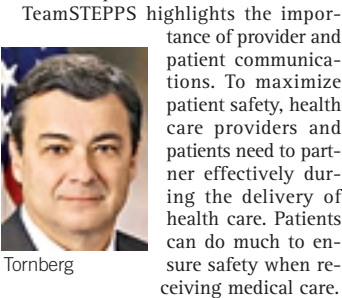 TeamSTEPPS highlights the impor-
tance of provider and
patient communica-
tions. To maximize
patient safety, health
care providers and
patients need to part-
ner effectively dur-
ing the delivery of
health care. Patients
can do much to en-
sure safety when re-
ceiving medical care.
Tornberg